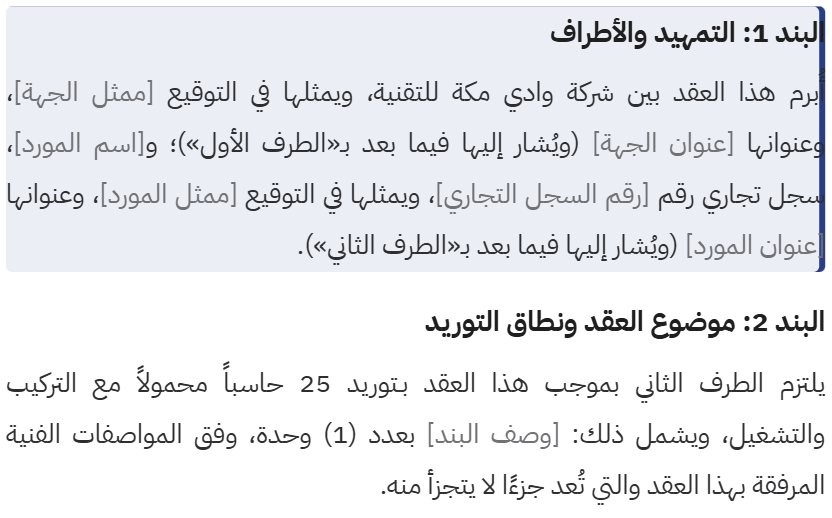 البند 1: التمهيد والأطراف
أُبرم هذا العقد بين شركة وادي مكة للتقنية، ويمثلها في التوقيع [ممثل الجهة]،
وعنوانها [عنوان الجهة] (ويُشار إليها فيما بعد بـ«الطرف الأول»)؛ و[اسم المورد]،
سجل تجاري رقم [رقم السجل التجاري]، ويمثلها في التوقيع [ممثل المورد]، وعنوانها
[عنوان المورد] (ويُشار إليها فيما بعد بـ«الطرف الثاني»).
البند 2: موضوع العقد ونطاق التوريد
يلتزم الطرف الثاني بموجب هذا العقد بـتوريد 25 حاسباً محمولاً مع التركيب
والتشغيل، ويشمل ذلك: [وصف البند] بعدد (1) وحدة، وفق المواصفات الفنية
المرفقة بهذا العقد والتي تُعد جزءًا لا يتجزأ منه.